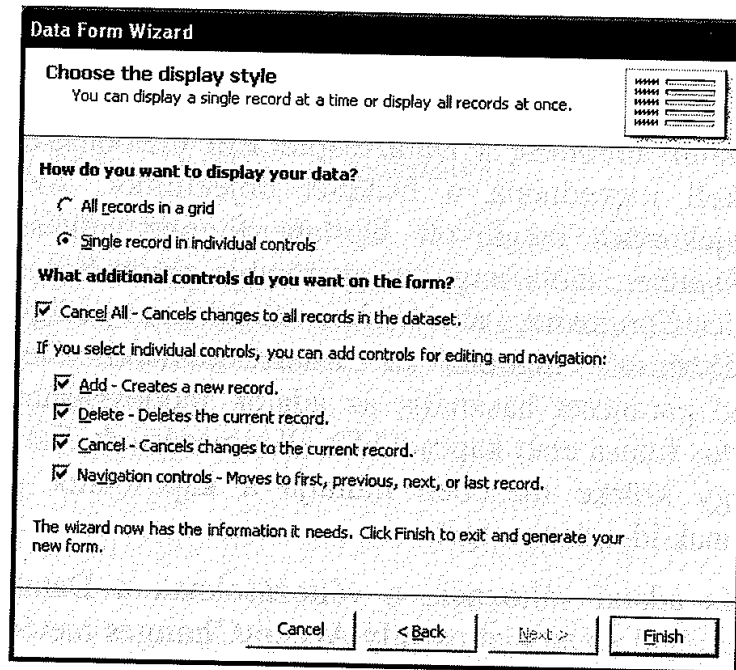 Data Form Wizard
Choose the display style
You can display a single record at a time or display all records at once.
How do you want to display your data?
All records in a grid
Single record in individual controls
What additional controls do you want on the form?
Cancel All - Cancels changes to all records in the dataset.
If you select individual controls, you can add controls for editing and navigation:
Add - Creates a new record.
Delete - Deletes the current record.
Cancel - Cancels changes to the current record.
Navigation controls - Moves to first, previous, next, or last record.
The wizard now has the information it needs. Click Finish to exit and generate your
new form.
Cancel < Back Next > Finish